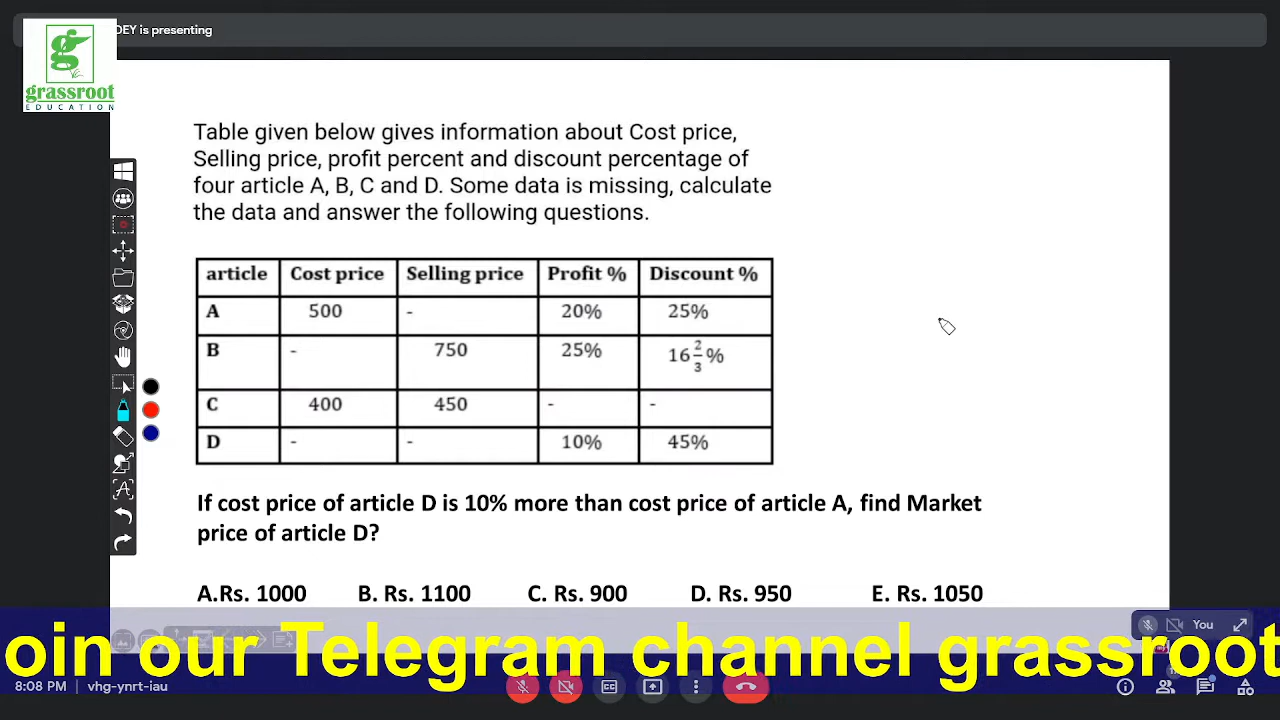 DEY is presenting
grassroot
EDUCATION
Table given below gives information about Cost price,
Selling price, profit percent and discount percentage of
four article A, B, C and D. Some data is missing, calculate
the data and answer the following questions.
article Cost price Selling price Profit % Discount %
A 500 - 20% 25%
B - 750 25% 16 2/3 %
C 400 450 - -
D - - 10% 45%
If cost price of article D is 10% more than cost price of article A, find Market
price of article D?
A.Rs. 1000 B. Rs. 1100 C. Rs. 900 D. Rs. 950 E. Rs. 1050
You
oin our Telegram channel grassroot
8:08 PM | vhg-ynrt-iau